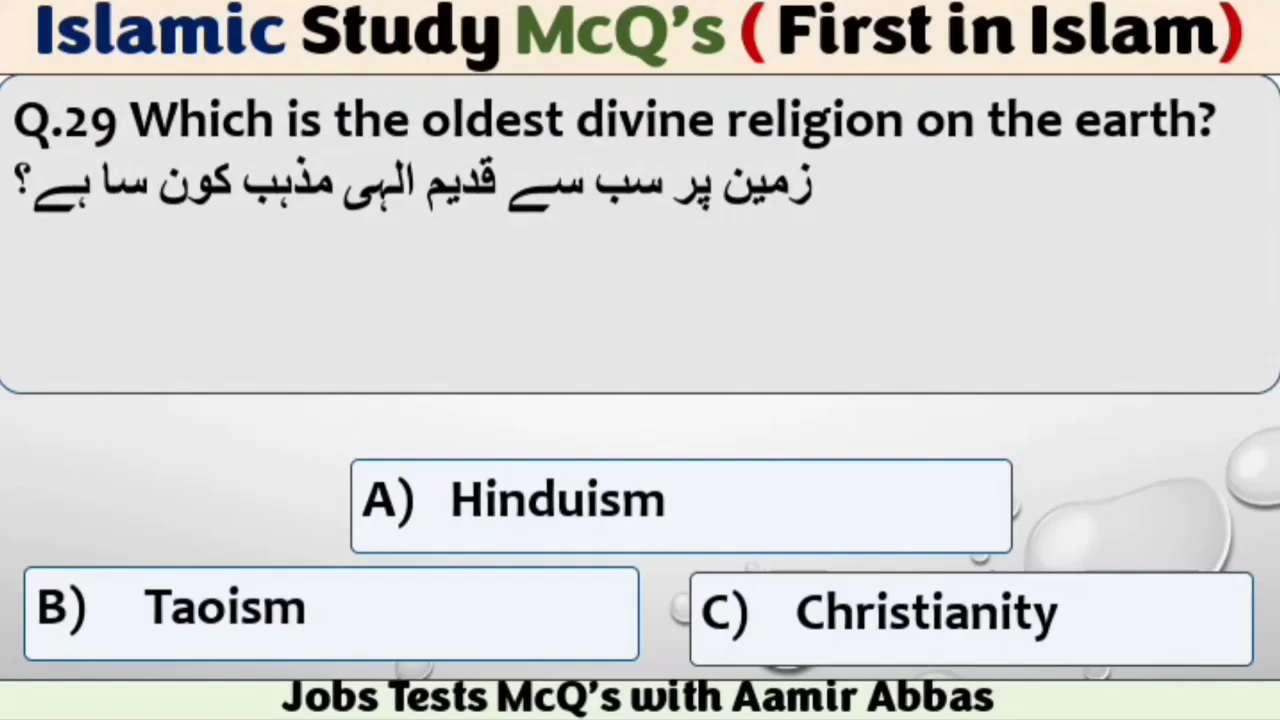 Islamic Study McQ's ( First in Islam)
Q.29 Which is the oldest divine religion on the earth?
زمین پر سب سے قدیم الہی مذہب کون سا ہے؟
A) Hinduism
B) Taoism
C) Christianity
Jobs Tests McQ's with Aamir Abbas